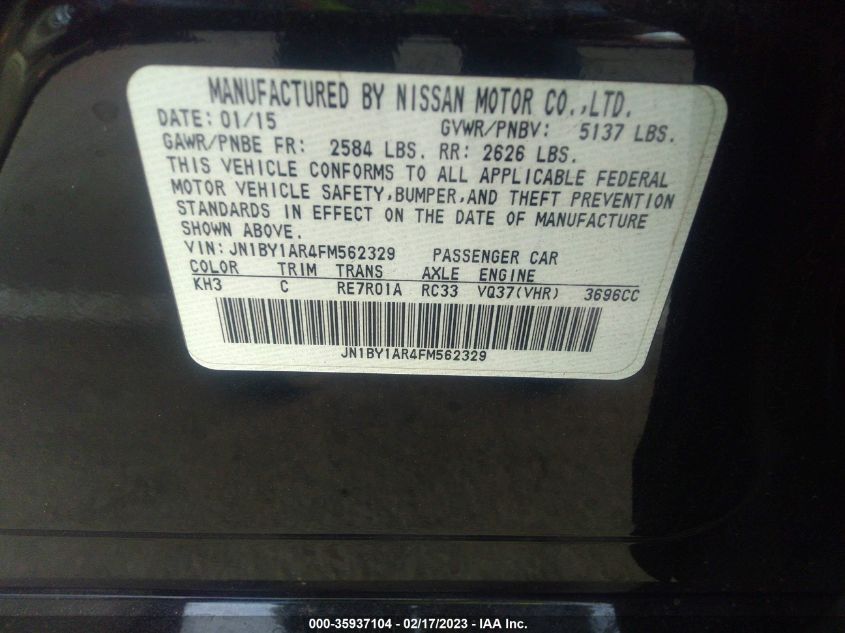 MANUFACTURED BY NISSAN MOTOR CO.,LTD.
DATE: 01/15 GVWR/PNBV: 5137 LBS.
GAWR/PNBE FR: 2584 LBS. RR: 2626 LBS.
THIS VEHICLE CONFORMS TO ALL APPLICABLE FEDERAL
MOTOR VEHICLE SAFETY,BUMPER,AND THEFT PREVENTION
STANDARDS IN EFFECT ON THE DATE OF MANUFACTURE
SHOWN ABOVE.
VIN: JN1BY1AR4FM562329 PASSENGER CAR
COLOR TRIM TRANS AXLE ENGINE
KH3 C RE7R01A RC33 VQ37(VHR) 3696CC
JN1BY1AR4FM562329
000-35937104 - 02/17/2023 - IAA Inc.